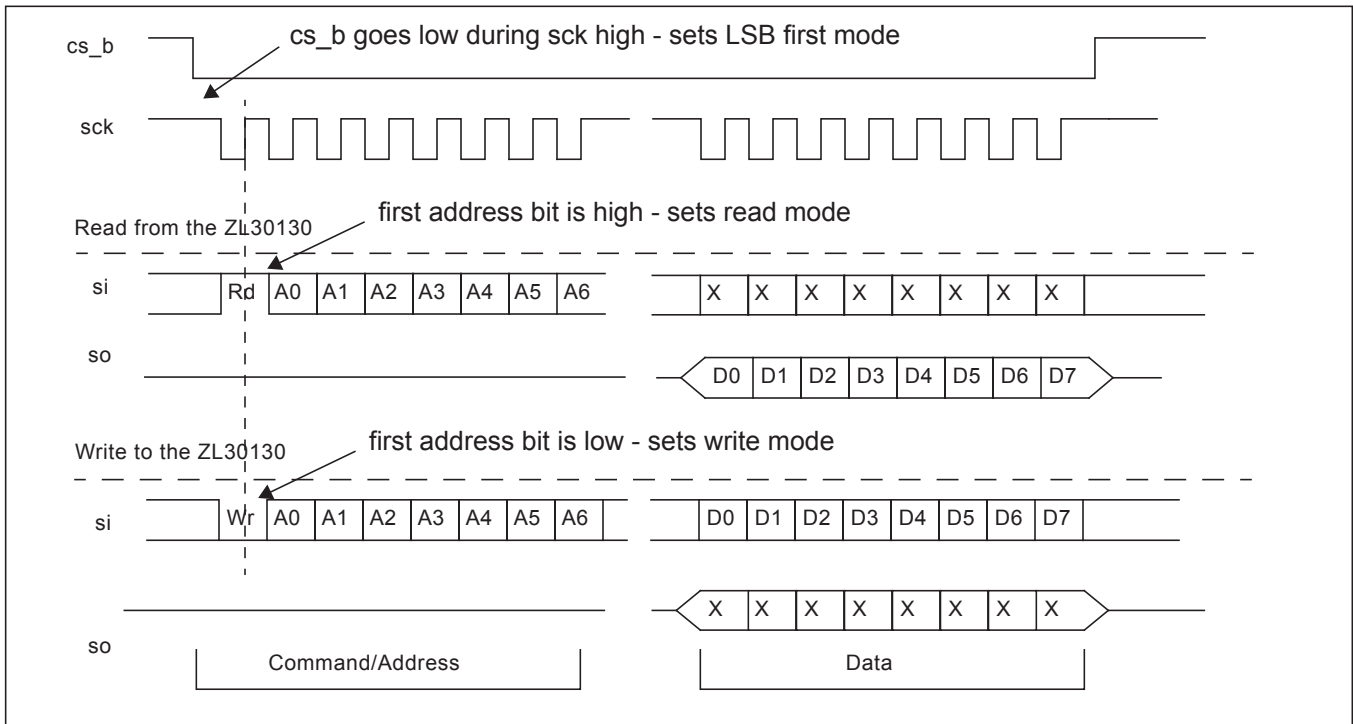 cs_b goes low during sck high - sets LSB first mode
cs_b
sck
first address bit is high - sets read mode
Read from the ZL30130
si Rd A0 A1 A2 A3 A4 A5 A6 X X X X X X X X
so D0 D1 D2 D3 D4 D5 D6 D7
first address bit is low - sets write mode
Write to the ZL30130
si Wr A0 A1 A2 A3 A4 A5 A6 D0 D1 D2 D3 D4 D5 D6 D7
so X X X X X X X X
Command/Address Data